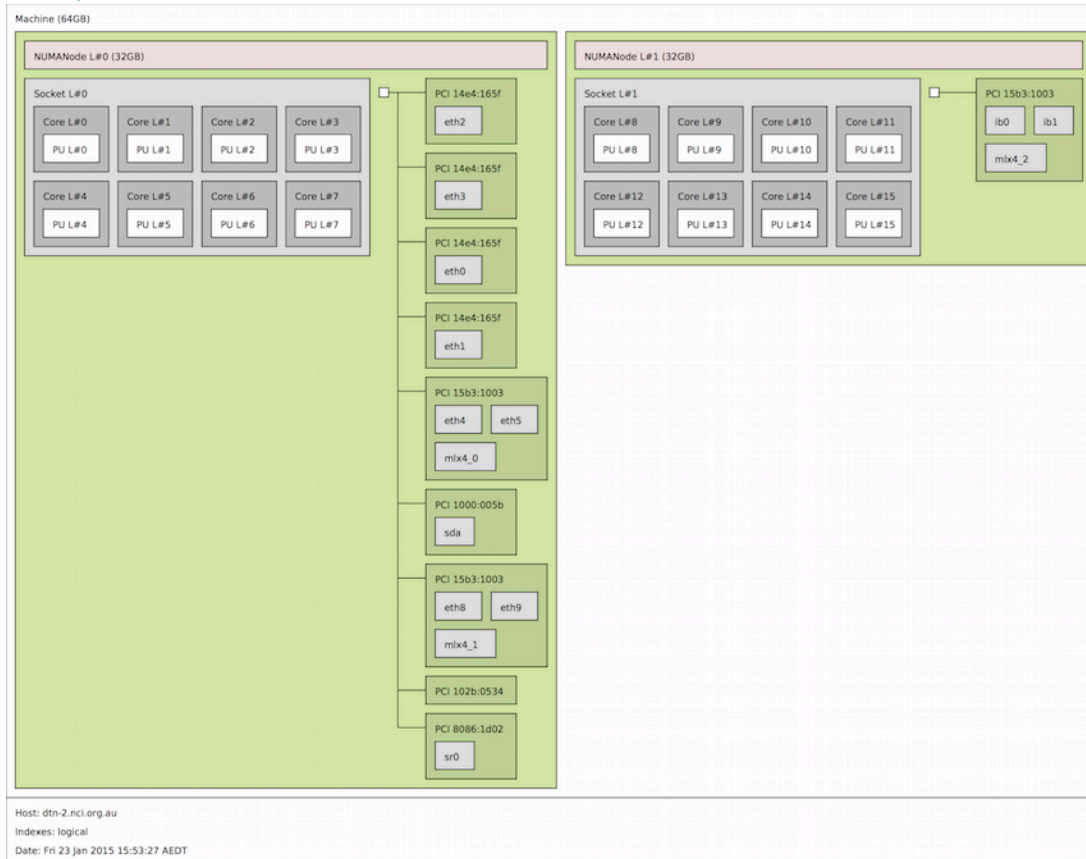 Machine (64GB)
NUMANode L#0 (32GB)
Socket L#0
Core L#0
PU L#0
Core L#1
PU L#1
Core L#2
PU L#2
Core L#3
PU L#3
Core L#4
PU L#4
Core L#5
PU L#5
Core L#6
PU L#6
Core L#7
PU L#7
PCI 14e4:165f
eth2
PCI 14e4:165f
eth3
PCI 14e4:165f
eth0
PCI 14e4:165f
eth1
PCI 15b3:1003
eth4 eth5
mlx4_0
PCI 1000:005b
sda
PCI 15b3:1003
eth8 eth9
mlx4_1
PCI 102b:0534
PCI 8086:1d02
sr0
NUMANode L#1 (32GB)
Socket L#1
Core L#8
PU L#8
Core L#9
PU L#9
Core L#10
PU L#10
Core L#11
PU L#11
Core L#12
PU L#12
Core L#13
PU L#13
Core L#14
PU L#14
Core L#15
PU L#15
PCI 15b3:1003
ib0 ib1
mlx4_2
Host: dtn-2.nci.org.au
Indexes: logical
Date: Fri 23 Jan 2015 15:53:27 AEDT